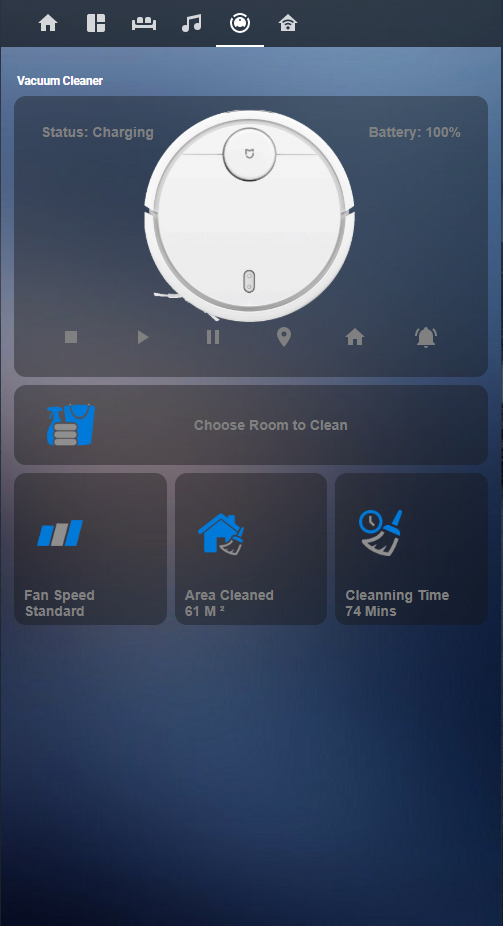 Vacuum Cleaner
Status: Charging
Battery: 100%
Choose Room to Clean
Fan Speed
Standard
Area Cleaned
61 M ²
Cleanning Time
74 Mins